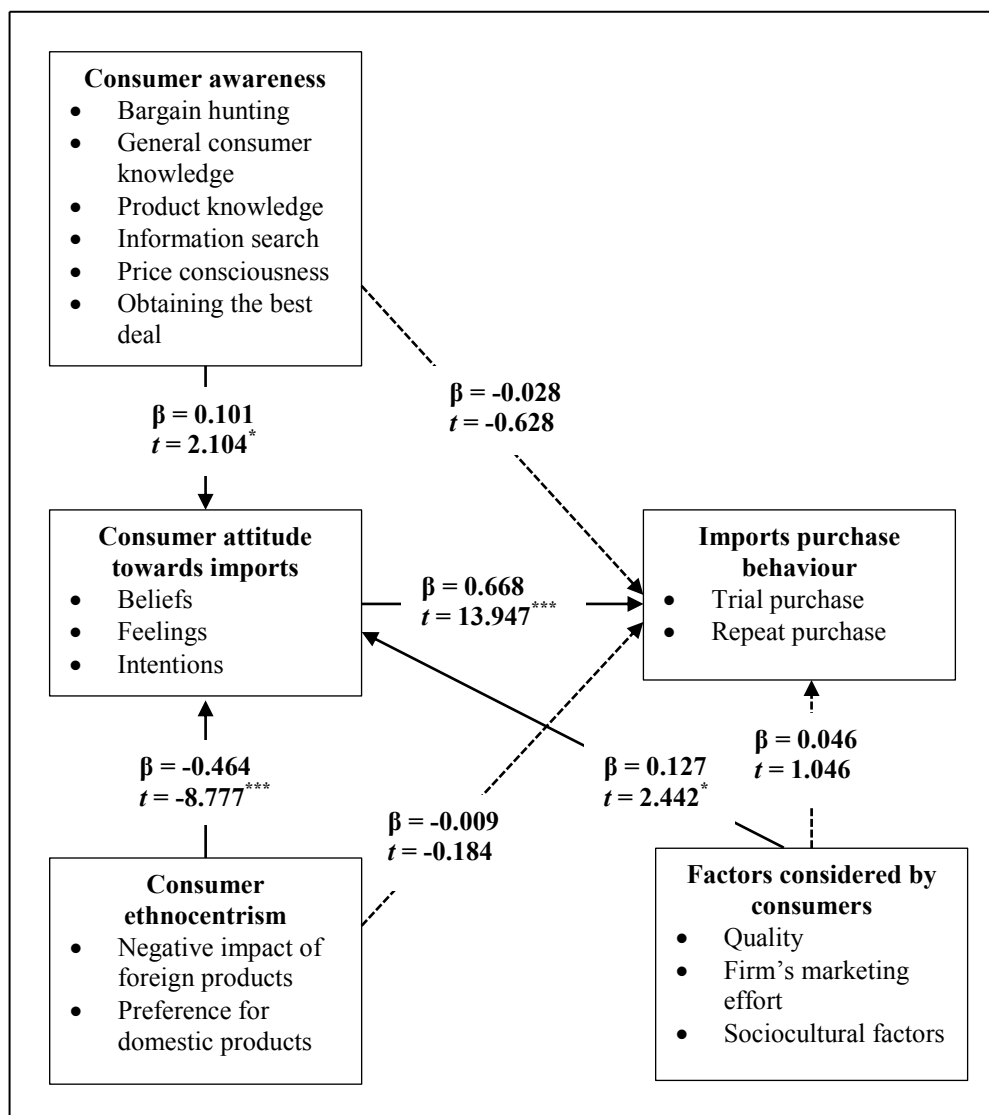 Consumer awareness
• Bargain hunting
• General consumer
knowledge
• Product knowledge
• Information search
• Price consciousness
• Obtaining the best
deal
β = 0.101
t = 2.104*
β = -0.028
t = -0.628
Consumer attitude
towards imports
• Beliefs
• Feelings
• Intentions
β = 0.668
t = 13.947***
Imports purchase
behaviour
• Trial purchase
• Repeat purchase
β = -0.464
t = -8.777***
β = -0.009
t = -0.184
β = 0.127
t = 2.442*
β = 0.046
t = 1.046
Consumer
ethnocentrism
• Negative impact of
foreign products
• Preference for
domestic products
Factors considered by
consumers
• Quality
• Firm’s marketing
effort
• Sociocultural factors